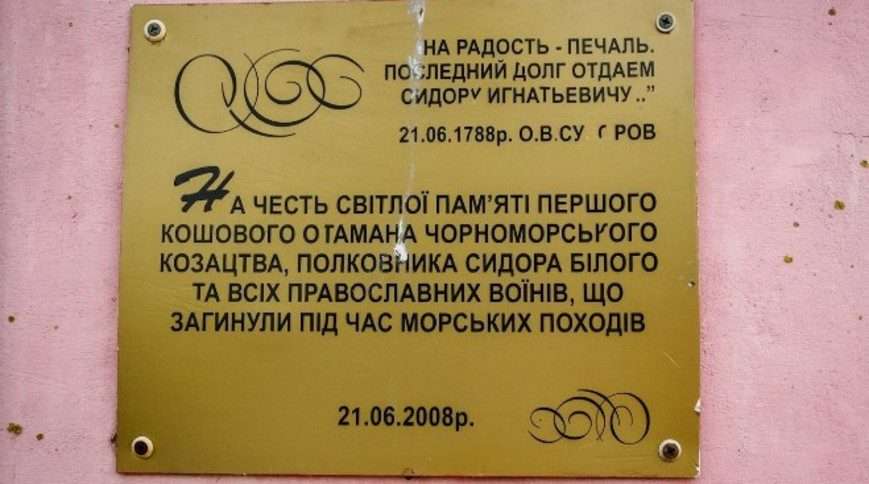 НА РАДОСТЬ - ПЕЧАЛЬ.
ПОСЛЕДНИЙ ДОЛГ ОТДАЕМ
СИДОРУ ИГНАТЬЕВИЧУ..”
21.06.1788р. О.В.СУ РОВ
НА ЧЕСТЬ СВІТЛОЇ ПАМ’ЯТІ ПЕРШОГО
КОШОВОГО ОТАМАНА ЧОРНОМОРСЬКОГО
КОЗАЦТВА, ПОЛКОВНИКА СИДОРА БІЛОГО
ТА ВСІХ ПРАВОСЛАВНИХ ВОЇНІВ, ЩО
ЗАГИНУЛИ ПІД ЧАС МОРСЬКИХ ПОХОДІВ
21.06.2008р.